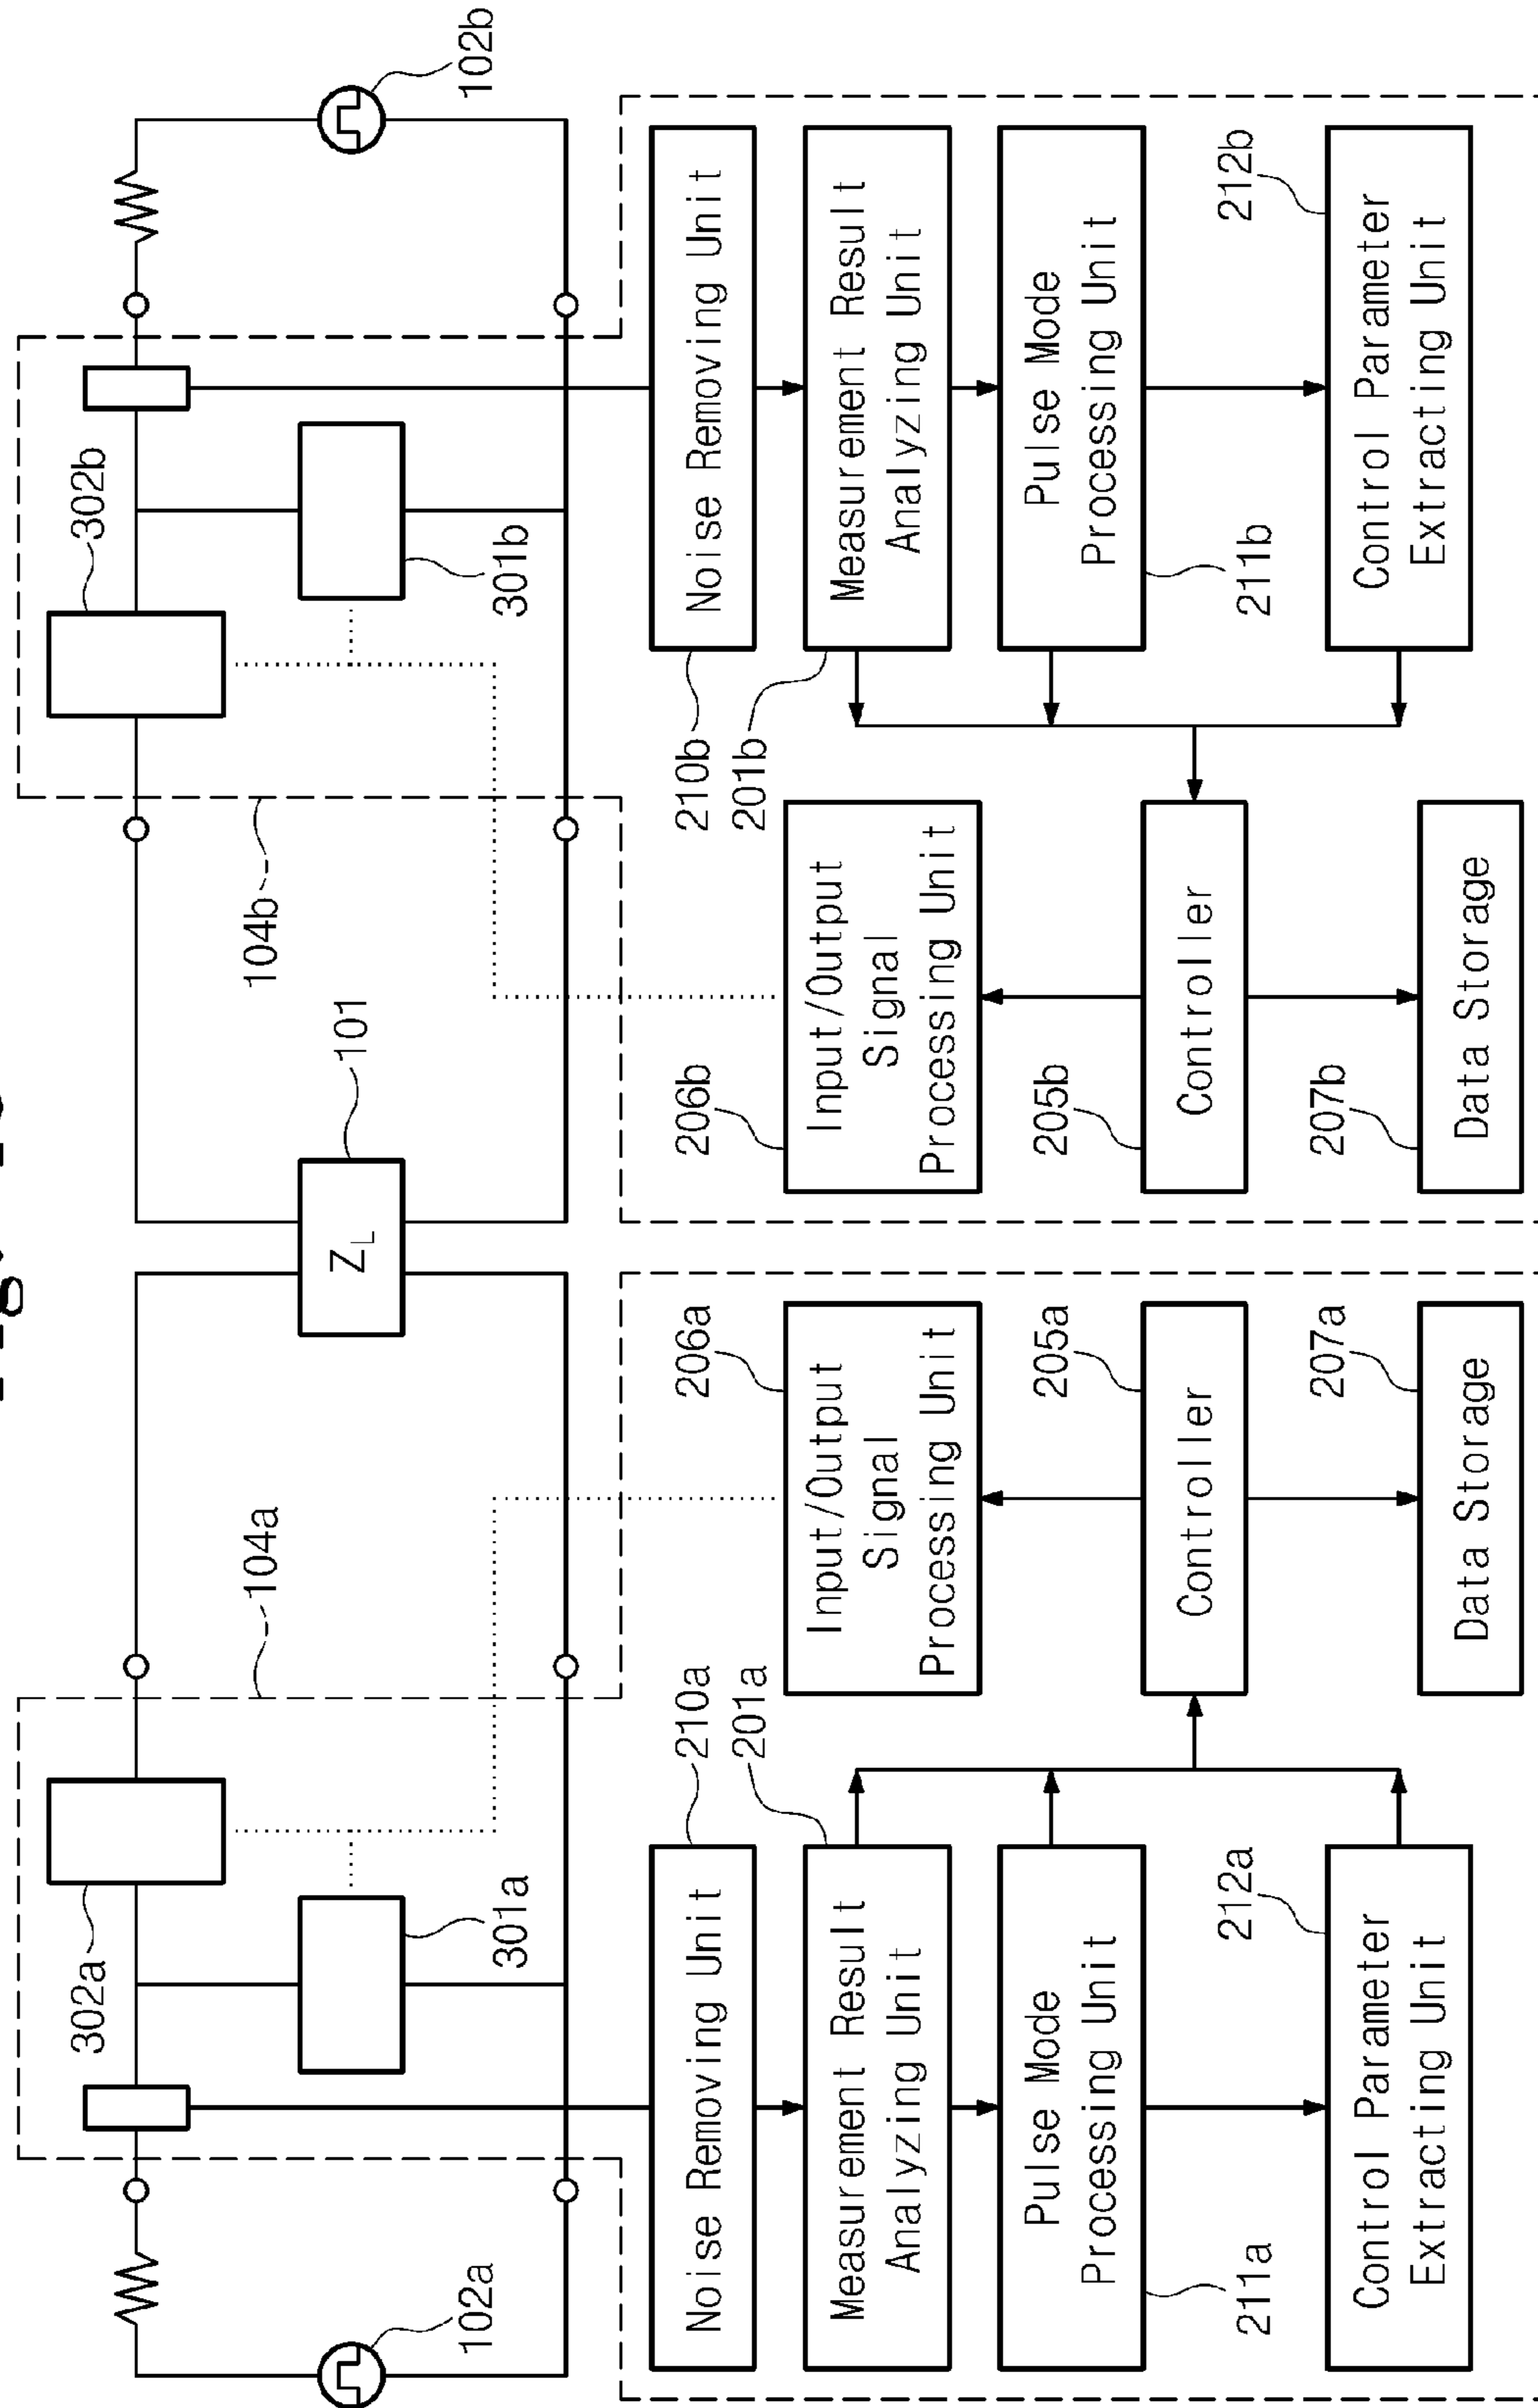 Fig.
302a
104a
104b
302b
102a
301a
Z_L
101
301b
102b
Noise Removing Unit
210a
206a
206b
210b
Noise Removing Unit
Measurement Result
Analyzing Unit
201a
Input/Output
Signal
Processing Unit
Input/Output
Signal
Processing Unit
201b
Measurement Result
Analyzing Unit
Pulse Mode
Processing Unit
205a
205b
Pulse Mode
Processing Unit
211a
Controller
Controller
211b
212a
207a
207b
212b
Control Parameter
Extracting Unit
Data Storage
Data Storage
Control Parameter
Extracting Unit